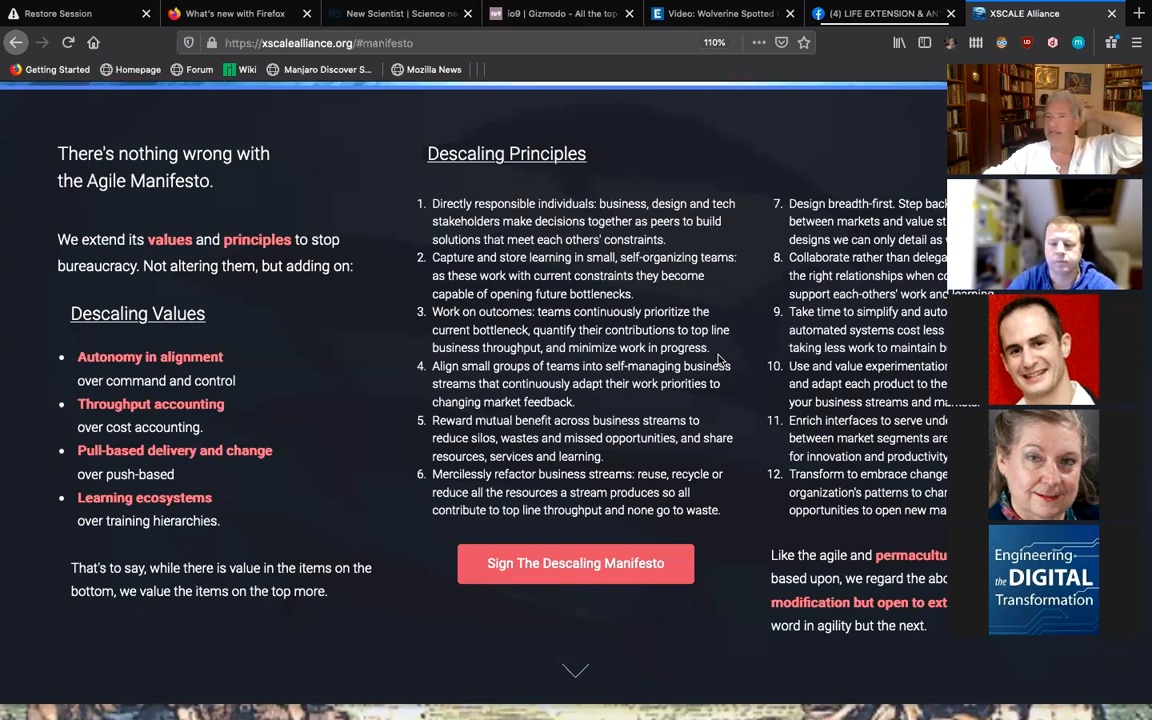 Restore Session
What's new with Firefox
New Scientist | Science ne
io9 | Gizmodo - All the top
Video: Wolverine Spotted
(4) LIFE EXTENSION & AN
XSCALE Alliance
https://xscalealliance.org/#manifesto
110%
Getting Started
Homepage
Forum
Wiki
Manjaro Discover S...
Mozilla News
There's nothing wrong with
the Agile Manifesto.
We extend its values and principles to stop
bureaucracy. Not altering them, but adding on:
Descaling Values
Autonomy in alignment
over command and control
Throughput accounting
over cost accounting.
Pull-based delivery and change
over push-based
Learning ecosystems
over training hierarchies.
That's to say, while there is value in the items on the
bottom, we value the items on the top more.
Descaling Principles
1. Directly responsible individuals: business, design and tech
stakeholders make decisions together as peers to build
solutions that meet each others' constraints.
2. Capture and store learning in small, self-organizing teams:
as these work with current constraints they become
capable of opening future bottlenecks.
3. Work on outcomes: teams continuously prioritize the
current bottleneck, quantify their contributions to top line
business throughput, and minimize work in progress.
4. Align small groups of teams into self-managing business
streams that continuously adapt their work priorities to
changing market feedback.
5. Reward mutual benefit across business streams to
reduce silos, wastes and missed opportunities, and share
resources, services and learning.
6. Mercilessly refactor business streams: reuse, recycle or
reduce all the resources a stream produces so all
contribute to top line throughput and none go to waste.
Sign The Descaling Manifesto
7. Design breadth-first. Step back
between markets and value st
designs we can only detail as
8. Collaborate rather than delega
the right relationships when co
support each-others' work and learning
9. Take time to simplify and auto
automated systems cost less
taking less work to maintain b
10. Use and value experimentation
and adapt each product to the
your business streams and
11. Enrich interfaces to serve und
between market segments are
for innovation and productivity
12. Transform to embrace change
organization's patterns to chan
opportunities to open new ma
Like the agile and permacultu
based upon, we regard the abo
modification but open to ext
word in agility but the next.
Engineering
the DIGITAL
Transformation